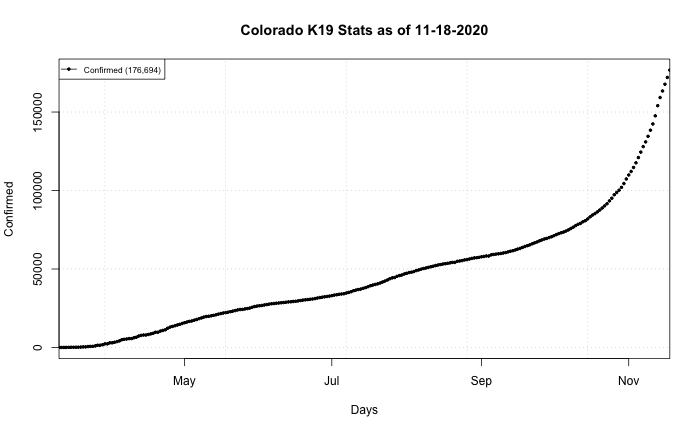 Colorado K19 Stats as of 11-18-2020
Confirmed (176,694)
Confirmed
150000
100000
50000
0
May Jul Sep Nov
Days